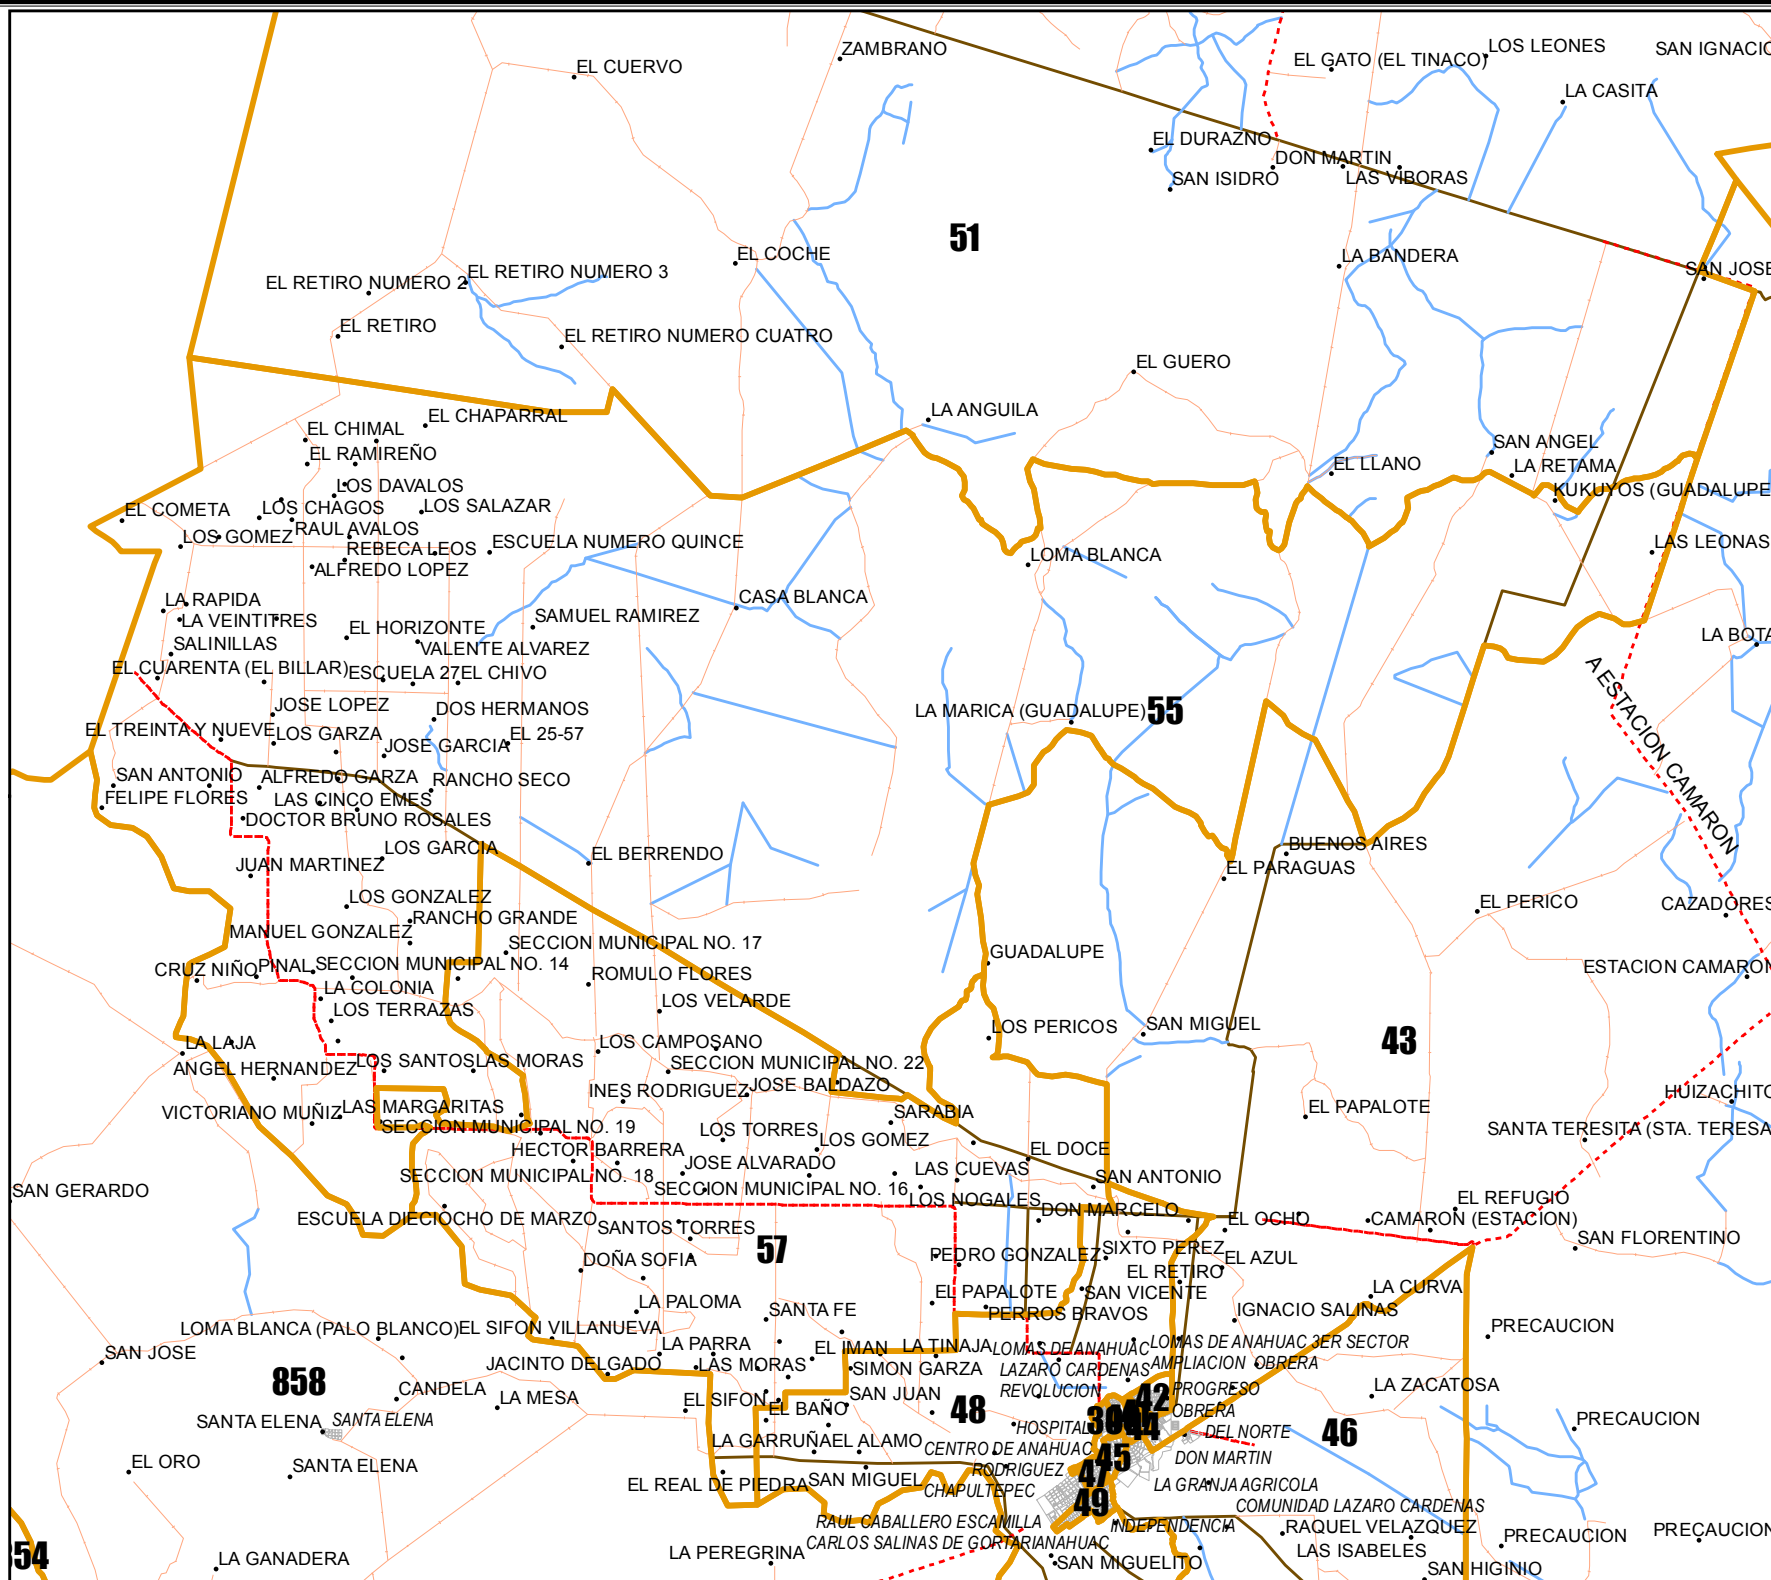 ZAMBRANO
LOS LEONES
EL GATO (EL TINACO)
EL CUERVO
LA CASITA
EL DURAZNO
DON MARTIN
SAN ISIDRO
LAS VIBORAS
51
EL COCHE
LA BANDERA
EL RETIRO NUMERO 3
EL RETIRO NUMERO 2
EL RETIRO
EL RETIRO NUMERO CUATRO
EL GUERO
LA ANGUILA
EL CHAPARRAL
EL CHIMAL
EL RAMIREÑO
SAN ANGEL
EL LLANO
LA RETAMA
LOS DAVALOS
KUKUYOS (GUADALUPE
LOS CHAGOS
LOS SALAZAR
EL COMETA
RAUL AVALOS
LOS GOMEZ
REBECA LEOS
ESCUELA NUMERO QUINCE
LAS LEONAS
ALFREDO LOPEZ
LOMA BLANCA
LA RAPIDA
CASA BLANCA
LA VEINTITRES
SAMUEL RAMIREZ
EL HORIZONTE
SALINILLAS
VALENTE ALVAREZ
EL CUARENTA (EL BILLAR)
ESCUELA 27
EL CHIVO
JOSE LOPEZ
DOS HERMANOS
LA MARICA (GUADALUPE)
55
EL TREINTA Y NUEVE
LOS GARZA
EL 25-57
JOSE GARCIA
A ESTACION CAMARON
SAN ANTONIO
ALFREDO GARZA
RANCHO SECO
FELIPE FLORES
LAS CINCO EMES
DOCTOR BRUNO ROSALES
BUENOS AIRES
LOS GARCIA
EL BERRENDO
EL PARAGUAS
JUAN MARTINEZ
LOS GONZALEZ
EL PERICO
CAZADORES
RANCHO GRANDE
MANUEL GONZALEZ
SECCION MUNICIPAL NO. 17
GUADALUPE
CRUZ NIÑO
PINAL
SECCION MUNICIPAL NO. 14
ROMULO FLORES
ESTACION CAMARON
LA COLONIA
LOS VELARDE
LOS TERRAZAS
LOS PERICOS
SAN MIGUEL
43
LA LAJA
LOS CAMPOSANO
ANGEL HERNANDEZ
LOS SANTOS
LAS MORAS
SECCION MUNICIPAL NO. 22
JOSE BALDAZO
INES RODRIGUEZ
HUIZACHITO
VICTORIANO MUÑIZ
LAS MARGARITAS
SARABIA
EL PAPALOTE
SECCION MUNICIPAL NO. 19
LOS TORRES
LOS GOMEZ
SANTA TERESITA (STA. TERESA
HECTOR BARRERA
EL DOCE
SECCION MUNICIPAL NO. 18
JOSE ALVARADO
LAS CUEVAS
SAN ANTONIO
SAN GERARDO
SECCION MUNICIPAL NO. 16
LOS NOGALES
EL REFUGIO
ESCUELA DIECIOCHO DE MARZO
SANTOS TORRES
DON MARCELO
EL OCHO
CAMARON (ESTACION)
57
PEDRO GONZALEZ
SIXTO PEREZ
SAN FLORENTINO
DOÑA SOFIA
EL RETIRO
EL AZUL
LA PALOMA
SANTA FE
EL PAPALOTE
SAN VICENTE
LA CURVA
PERROS BRAVOS
IGNACIO SALINAS
LOMA BLANCA (PALO BLANCO)
EL SIFON VILLANUEVA
PRECAUCION
SAN JOSE
LA PARRA
EL IMAN
LA TINAJA
LOMAS DE ANAHUAC
LOMAS DE ANAHUAC 3ER SECTOR
JACINTO DELGADO
LAS MORAS
SIMON GARZA
LAZARO CARDENAS
AMPLIACION OBRERA
858
CANDELA
LA MESA
SAN JUAN
REVOLUCION
42
PROGRESO
LA ZACATOSA
EL SIFON
48
OBRERA
SANTA ELENA
SANTA ELENA
EL BAÑO
HOSPITAL
44
DEL NORTE
46
PRECAUCION
LA GARRUÑA
EL ALAMO
CENTRO DE ANAHUAC
45
DON MARTIN
EL ORO
SANTA ELENA
EL REAL DE PIEDRA
SAN MIGUEL
RODRIGUEZ
47
CHAPULTEPEC
LA GRANJA AGRICOLA
49
COMUNIDAD LAZARO CARDENAS
RAUL CABALLERO ESCAMILLA
INDEPENDENCIA
RAQUEL VELAZQUEZ
PRECAUCION
PRECAUCION
CARLOS SALINAS DE GORTARI
ANAHUAC
LAS ISABELES
LA GANADERA
LA PEREGRINA
SAN MIGUELITO
SAN HIGINIO